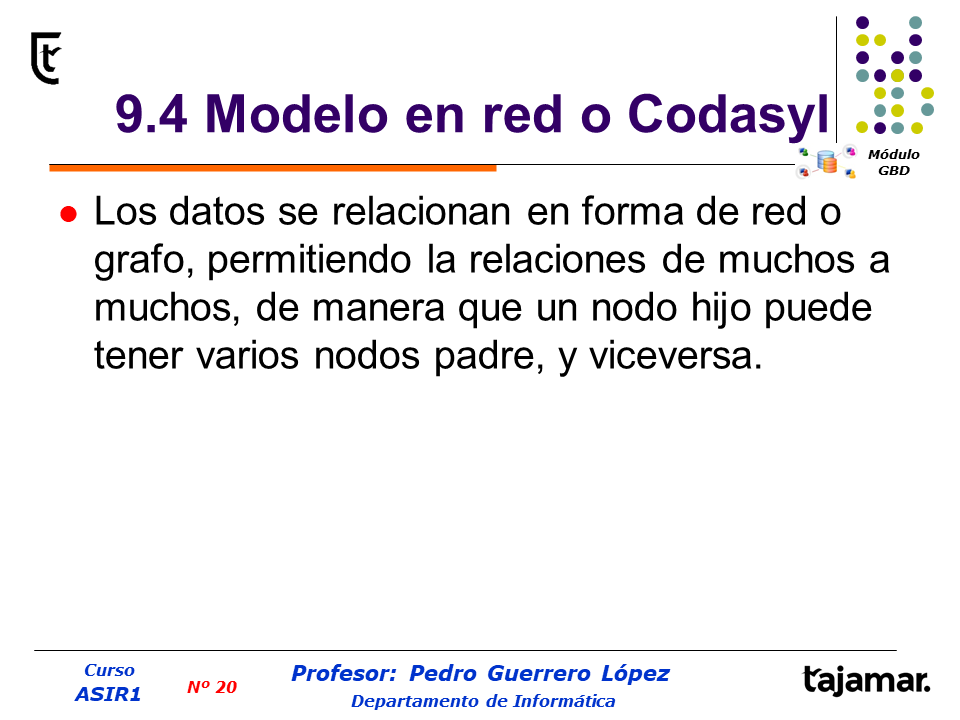 9.4 Modelo en red o Codasyl
Módulo
GBD
Los datos se relacionan en forma de red o
grafo, permitiendo la relaciones de muchos a
muchos, de manera que un nodo hijo puede
tener varios nodos padre, y viceversa.
Curso
ASIR1
Nº 20
Profesor: Pedro Guerrero López
Departamento de Informática
tajamar.